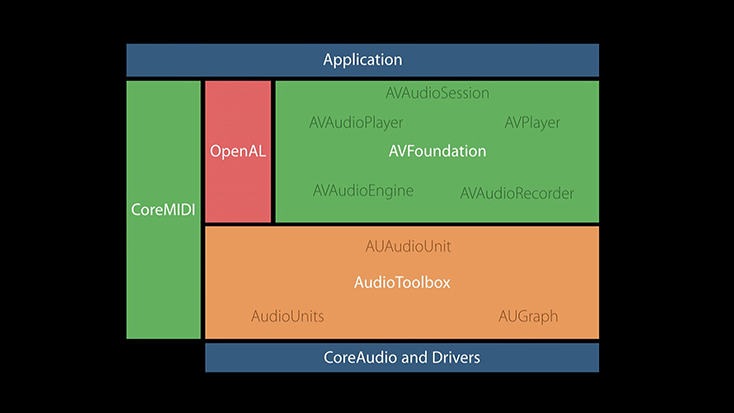 Application
AVAudioSession
AVAudioPlayer
AVPlayer
OpenAL
AVFoundation
AVAudioEngine
AVAudioRecorder
CoreMIDI
AUAudioUnit
AudioToolbox
AudioUnits
AUGraph
CoreAudio and Drivers